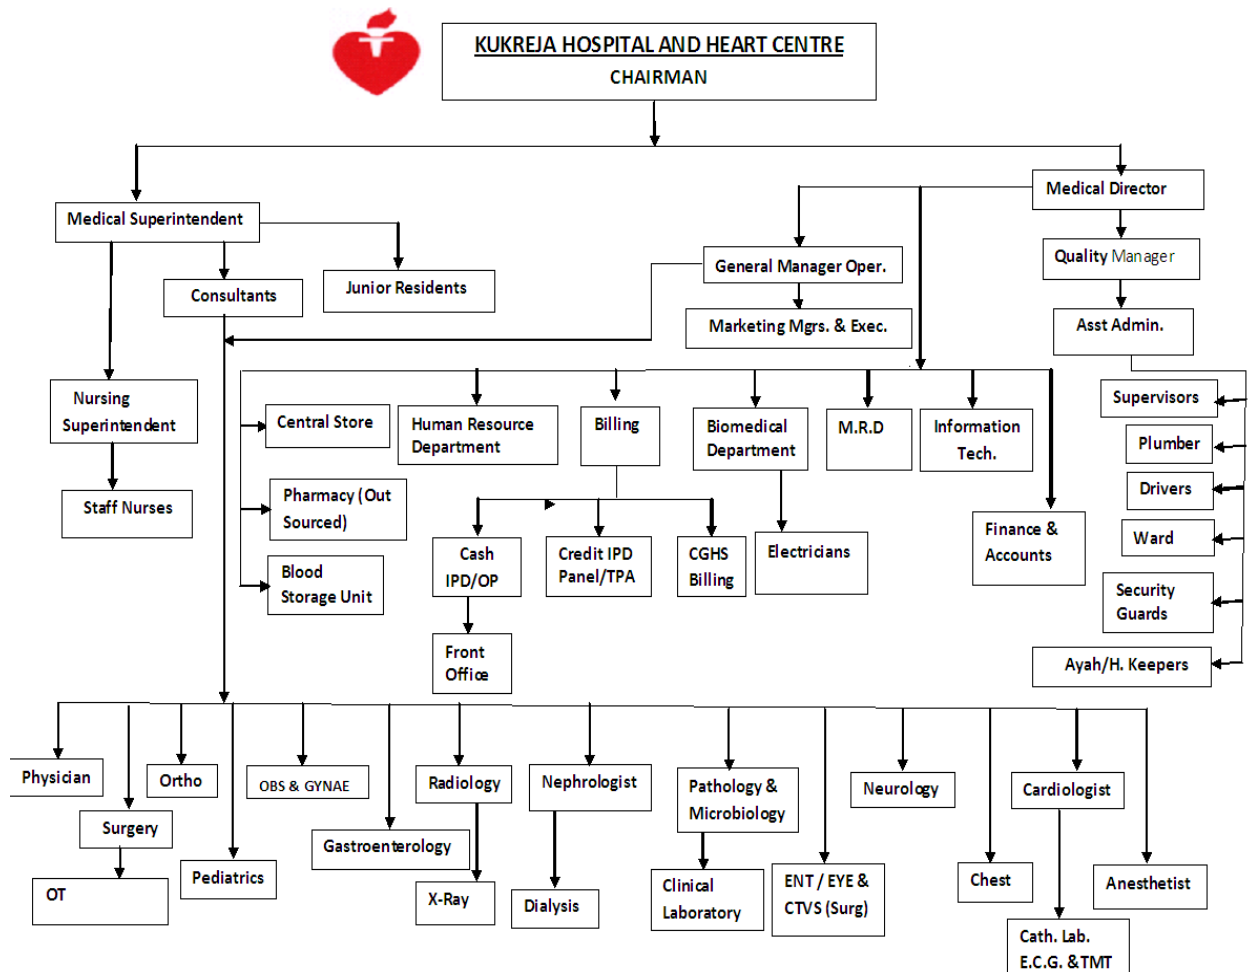 KUKREJA HOSPITAL AND HEART CENTRE
CHAIRMAN
Medical Director
Medical Superintendent
General Manager Oper.
Quality Manager
Consultants
Junior Residents
Marketing Mgrs. & Exec.
Asst Admin.
Nursing
Superintendent
Central Store
Human Resource
Department
Billing
Biomedical
Department
M.R.D
Information
Tech.
Supervisors
Plumber
Staff Nurses
Pharmacy (Out
Sourced)
Drivers
Cash
IPD/OP
Credit IPD
Panel/TPA
CGHS
Billing
Electricians
Finance &
Accounts
Ward
Blood
Storage Unit
Security
Guards
Front
Office
Ayah/H. Keepers
Physician
Ortho
OBS & GYNAE
Radiology
Nephrologist
Pathology &
Microbiology
Neurology
Cardiologist
Surgery
Gastroenterology
Pediatrics
OT
X-Ray
Dialysis
Clinical
Laboratory
ENT / EYE &
CTVS (Surg)
Chest
Anesthetist
Cath. Lab.
E.C.G. &TMT